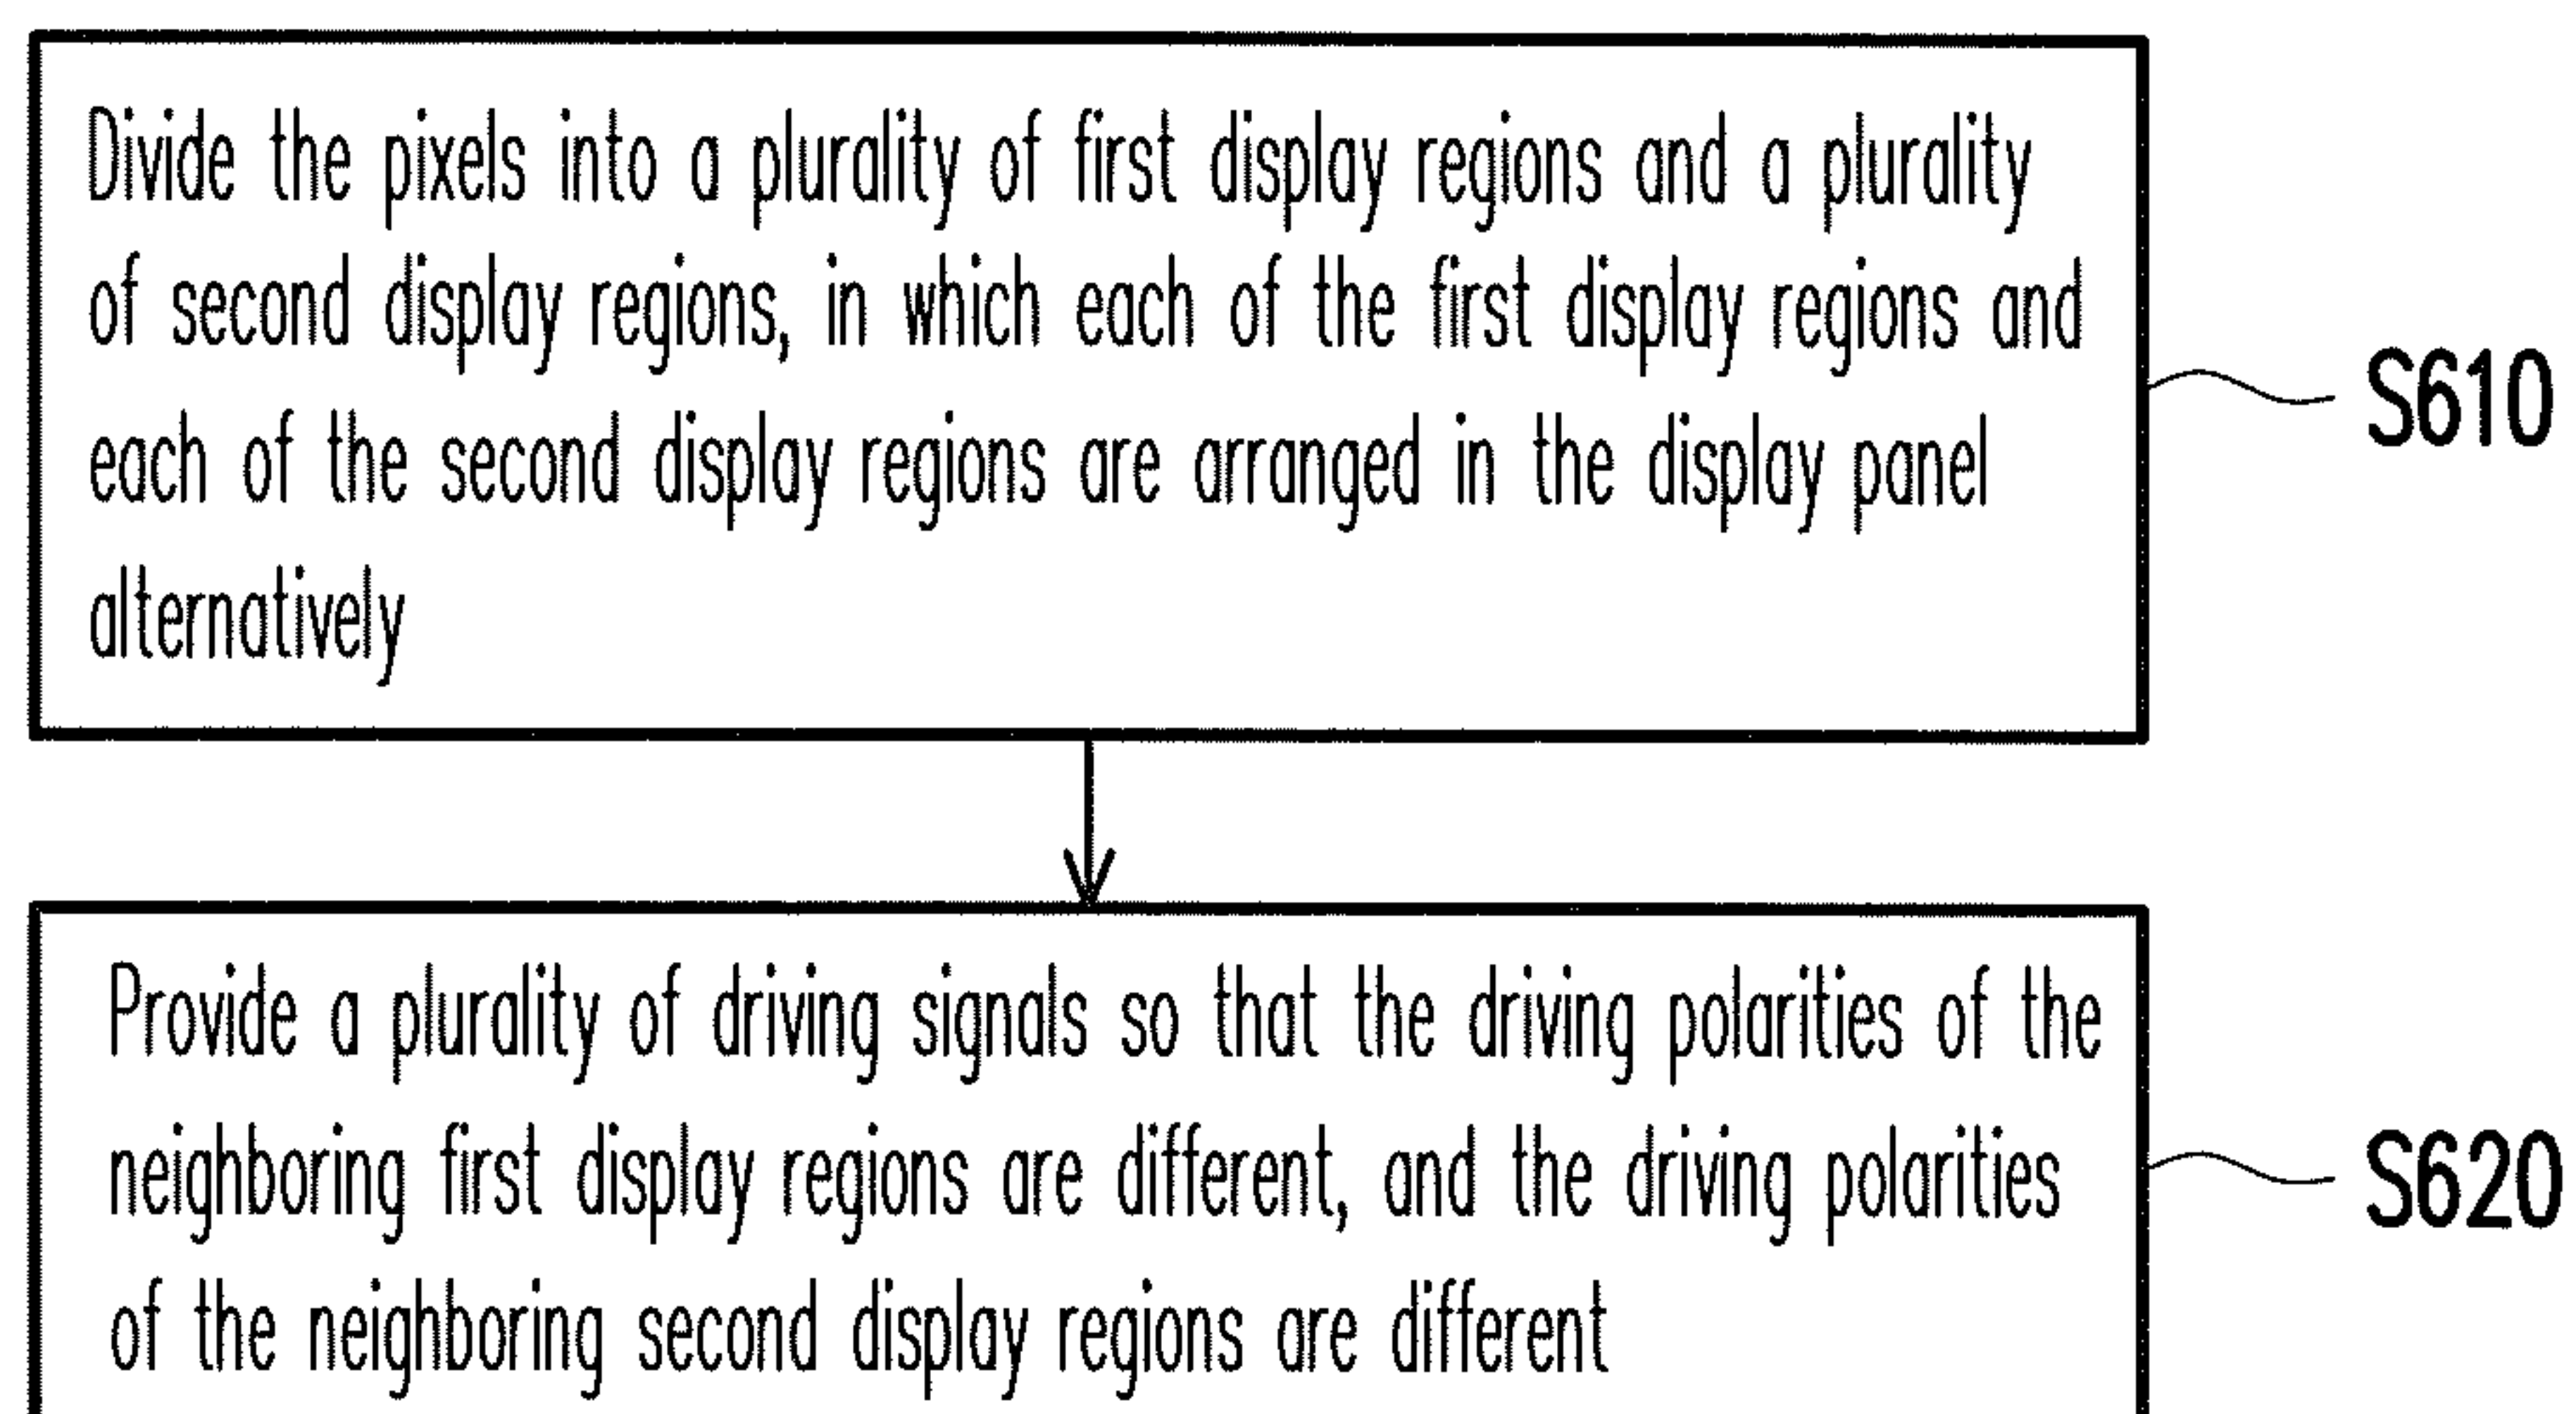 Divide the pixels into a plurality of first display regions and a plurality
of second display regions, in which each of the first display regions and
each of the second display regions are arranged in the display panel
alternatively
S610
Provide a plurality of driving signals so that the driving polarities of the
neighboring first display regions are different, and the driving polarities
of the neighboring second display regions are different
S620